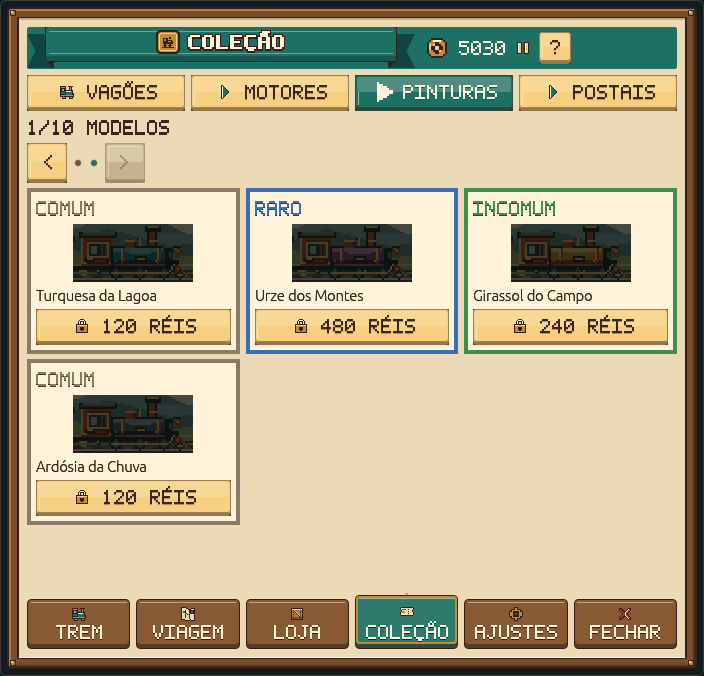 COLEÇÃO
5030
?
VAGÕES
MOTORES
PINTURAS
POSTAIS
1/10 MODELOS
< >
COMUM
Turquesa da Lagoa
120 RÉIS
RARO
Urze dos Montes
480 RÉIS
INCOMUM
Girassol do Campo
240 RÉIS
COMUM
Ardósia da Chuva
120 RÉIS
TREM
VIAGEM
LOJA
COLEÇÃO
AJUSTES
FECHAR